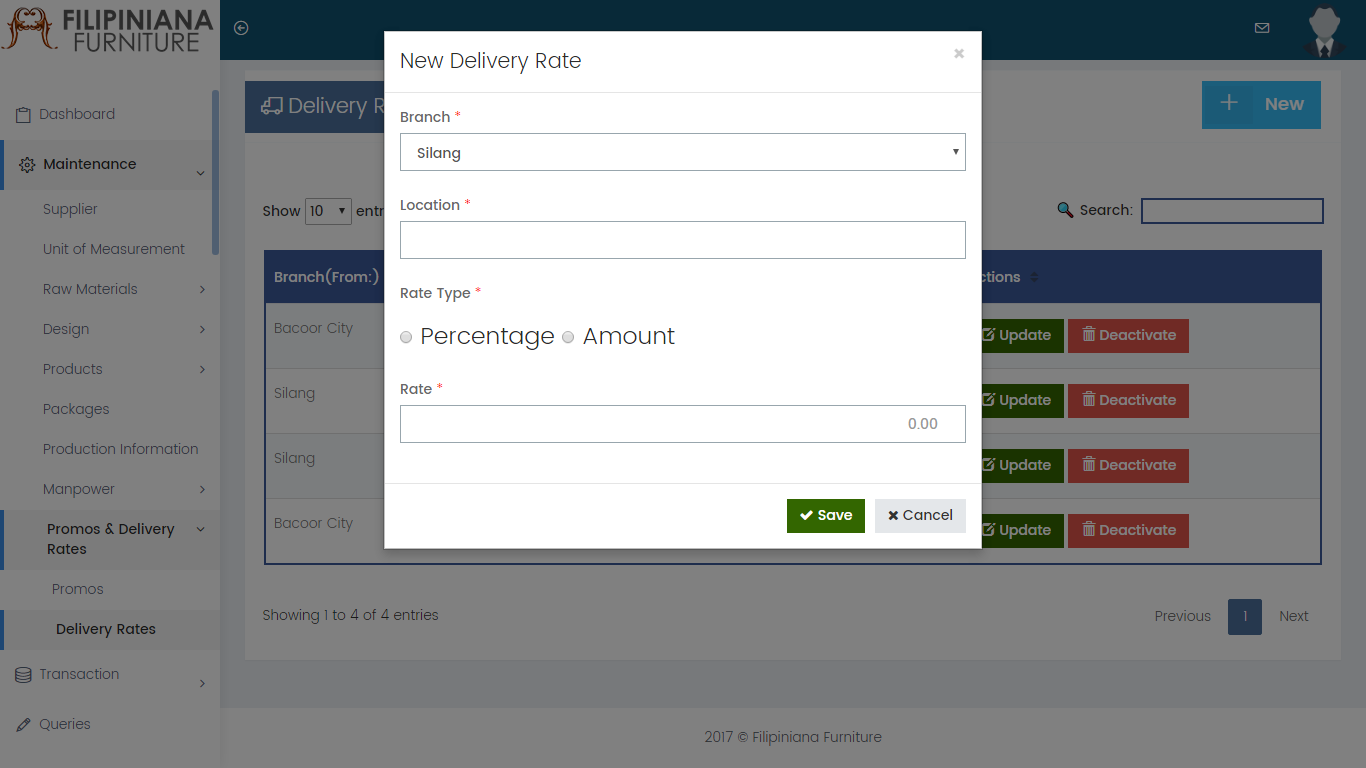 FILIPINIANA
FURNITURE
Dashboard
Maintenance
Supplier
Unit of Measurement
Raw Materials
Design
Products
Packages
Production Information
Manpower
Promos & Delivery
Rates
Promos
Delivery Rates
Transaction
Queries
Delivery R
New
Show 10 entr
Search:
Branch(From:)
ctions
Bacoor City
Update Deactivate
Silang
Update Deactivate
Silang
Update Deactivate
Bacoor City
Update Deactivate
Showing 1 to 4 of 4 entries
Previous 1 Next
2017 © Filipiniana Furniture
New Delivery Rate
×
Branch *
Silang
Location *
Rate Type *
Percentage Amount
Rate *
0.00
Save Cancel